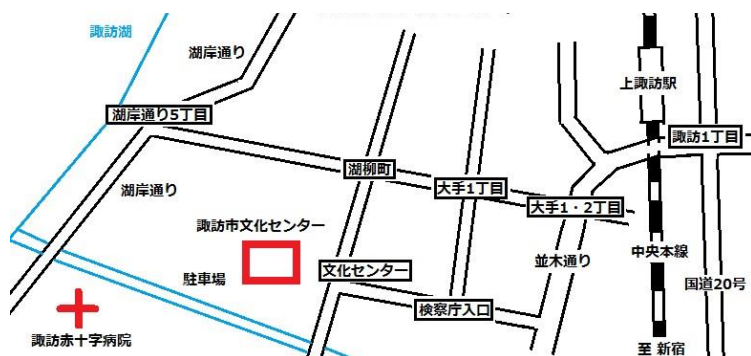 諏訪湖
湖岸通り
上諏訪駅
湖岸通り5丁目
諏訪1丁目
湖柳町
湖岸通り
大手1丁目
大手1・2丁目
諏訪市文化センター
中央本線
並木通り
文化センター
駐車場
国道20号
検察庁入口
諏訪赤十字病院
至 新宿